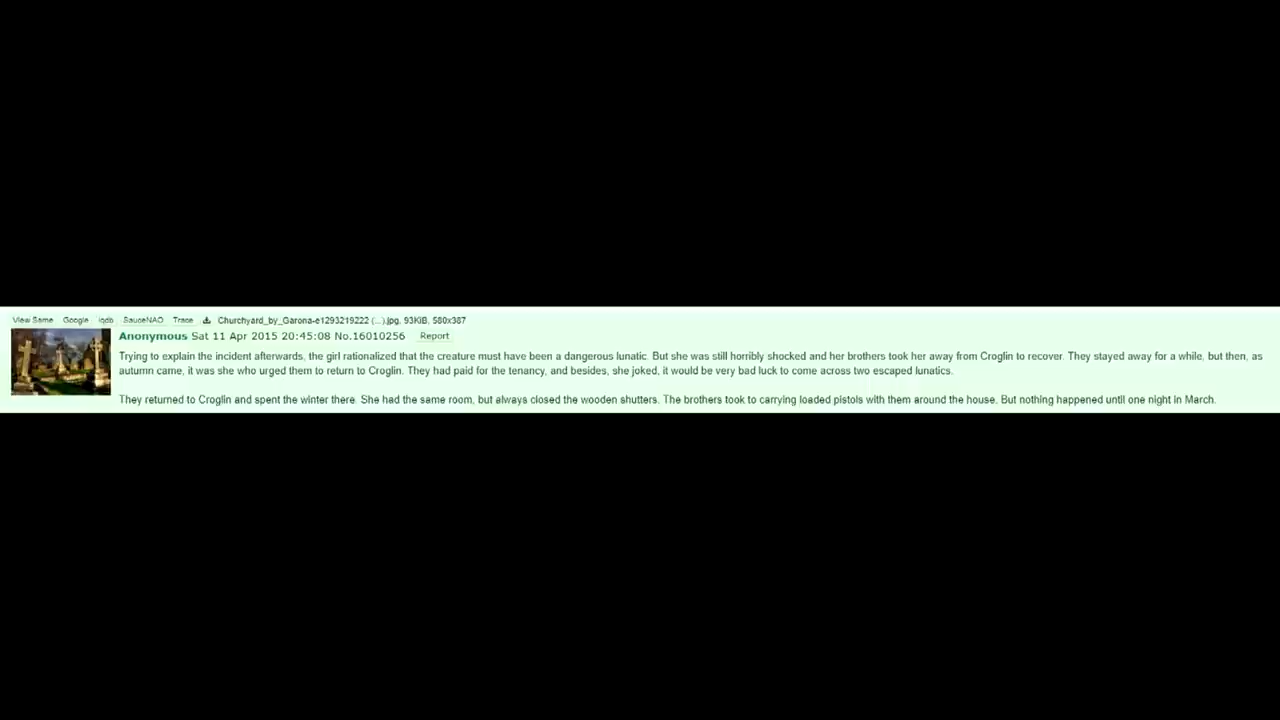 View Same Google iqdb SauceNAO Trace Churchyard_by_Garona-e1293219222 (...).jpg, 93KiB, 580x387
Anonymous Sat 11 Apr 2015 20:45:08 No.16010256 Report
Trying to explain the incident afterwards, the girl rationalized that the creature must have been a dangerous lunatic. But she was still horribly shocked and her brothers took her away from Croglin to recover. They stayed away for a while, but then, as
autumn came, it was she who urged them to return to Croglin. They had paid for the tenancy, and besides, she joked, it would be very bad luck to come across two escaped lunatics.
They returned to Croglin and spent the winter there. She had the same room, but always closed the wooden shutters. The brothers took to carrying loaded pistols with them around the house. But nothing happened until one night in March.